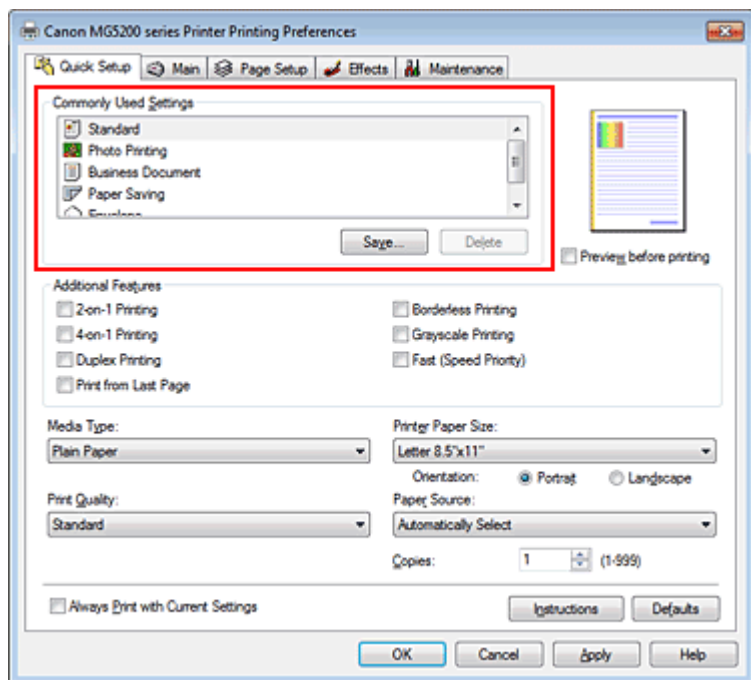 Canon MG5200 series Printer Printing Preferences
Quick Setup Main Page Setup Effects Maintenance
Commonly Used Settings
Standard
Photo Printing
Business Document
Paper Saving
Envelope
Save... Delete
Preview before printing
Additional Features
2-on-1 Printing
4-on-1 Printing
Duplex Printing
Print from Last Page
Borderless Printing
Grayscale Printing
Fast (Speed Priority)
Media Type:
Plain Paper
Printer Paper Size:
Letter 8.5"x11"
Orientation: Portrait Landscape
Print Quality:
Standard
Paper Source:
Automatically Select
Copies: 1 (1-999)
Always Print with Current Settings
Instructions Defaults
OK Cancel Apply Help